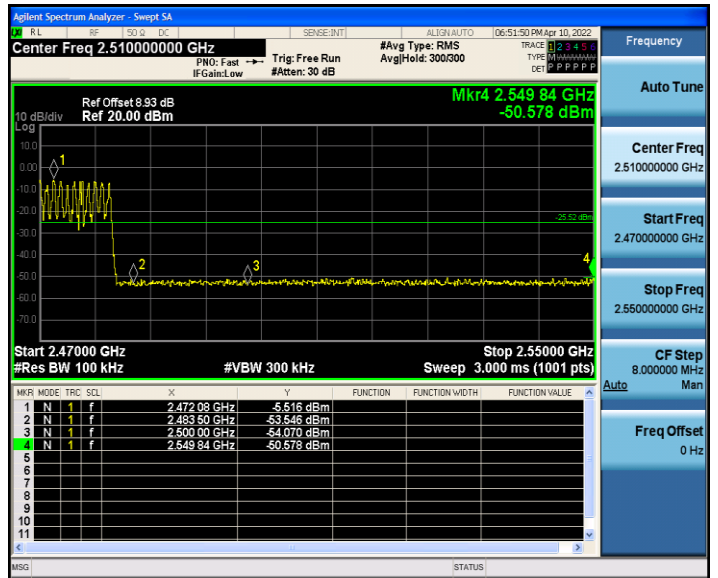 Agilent Spectrum Analyzer - Swept SA
RL RF 50 Ω DC SENSE:INT ALIGNAUTO 06:51:50 PM Apr 10, 2022
Center Freq 2.510000000 GHz
PNO: Fast
IFGain:Low
Trig: Free Run
#Atten: 30 dB
#Avg Type: RMS
Avg|Hold: 300/300
TRACE 1 2 3 4 5 6
TYPE M
DET P P P P P P
Frequency
Auto Tune
Center Freq
2.510000000 GHz
Start Freq
2.470000000 GHz
Stop Freq
2.550000000 GHz
CF Step
8.000000 MHz
Auto Man
Freq Offset
0 Hz
Mkr4 2.549 84 GHz
-50.578 dBm
Ref Offset 8.93 dB
10 dB/div Ref 20.00 dBm
Log
10.0
0.00
-10.0
-20.0
-30.0
-40.0
-50.0
-60.0
-70.0
1
2
3
4
-25.52 dBm
Start 2.47000 GHz Stop 2.55000 GHz
#Res BW 100 kHz #VBW 300 kHz Sweep 3.000 ms (1001 pts)
MKR MODE TRC SCL X Y FUNCTION FUNCTION WIDTH FUNCTION VALUE
1 N 1 f 2.472 08 GHz -5.516 dBm
2 N 1 f 2.483 50 GHz -53.546 dBm
3 N 1 f 2.500 00 GHz -54.070 dBm
4 N 1 f 2.549 84 GHz -50.578 dBm
5
6
7
8
9
10
11
MSG STATUS